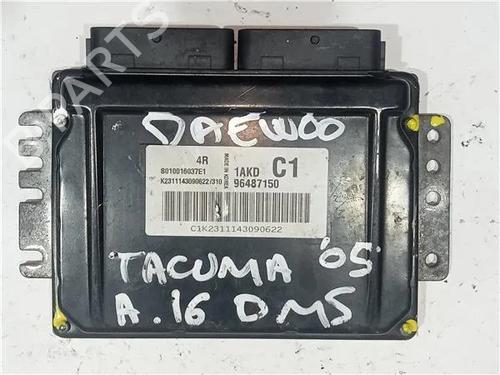 DAEWOO
4R
S010016037E1
K2311143090622/310
MADE IN KOREA
1AKD
C1
96487150
C1K2311143090622
TACUMA '05
A.16 DMS